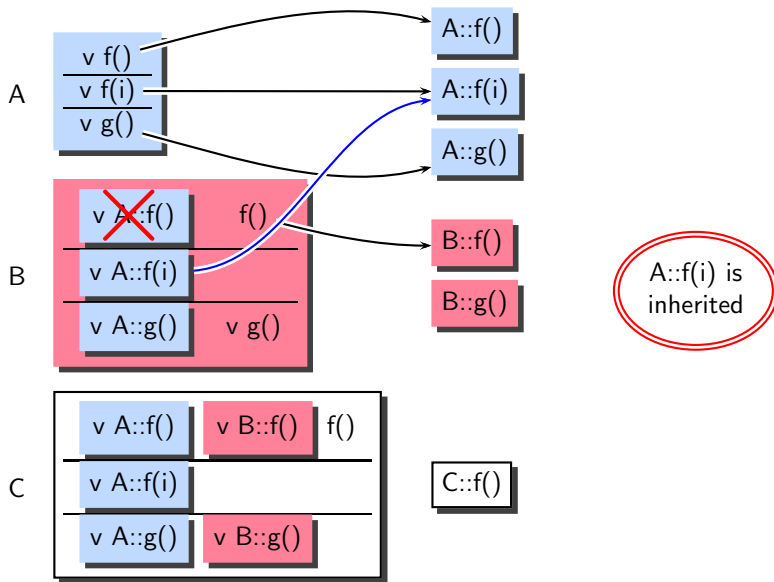 A
v f()
v f(i)
v g()
A::f()
A::f(i)
A::g()
B
v A::f() f()
v A::f(i)
v A::g() v g()
B::f()
B::g()
A::f(i) is
inherited
C
v A::f() v B::f() f()
v A::f(i)
v A::g() v B::g()
C::f()